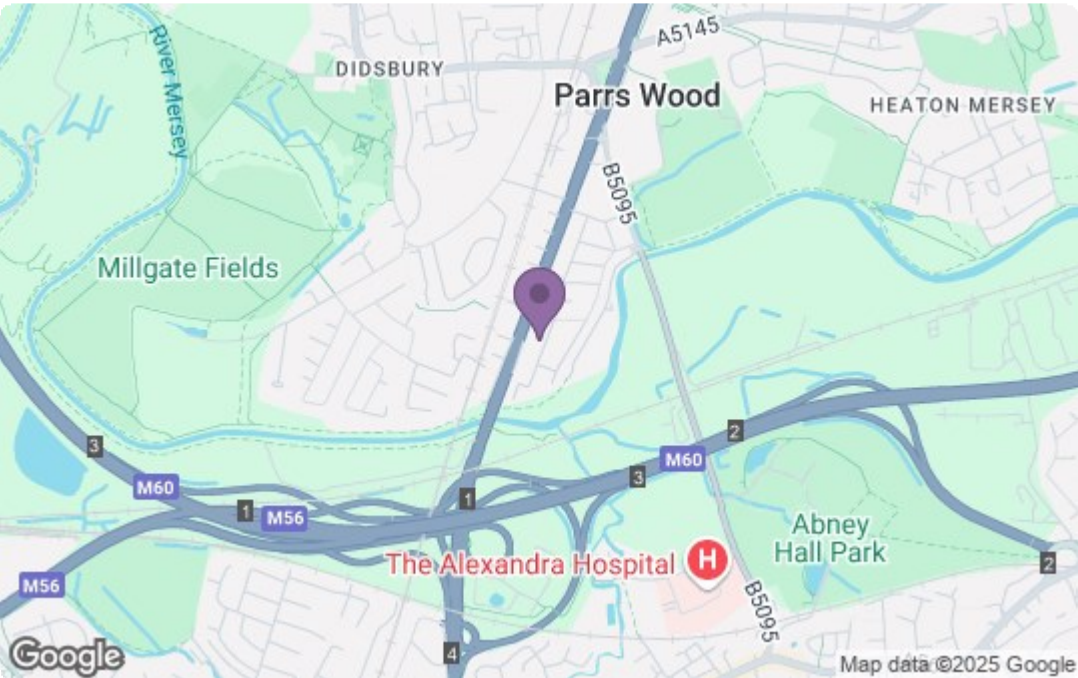 A5145
River Mersey
DIDSBURY
Parrs Wood
HEATON MERSEY
B5095
Millgate Fields
3
2
M60
M60
3
1
1
M56
Abney
Hall Park
The Alexandra Hospital
H
2
M56
B5095
4
Google
Map data ©2025 Google